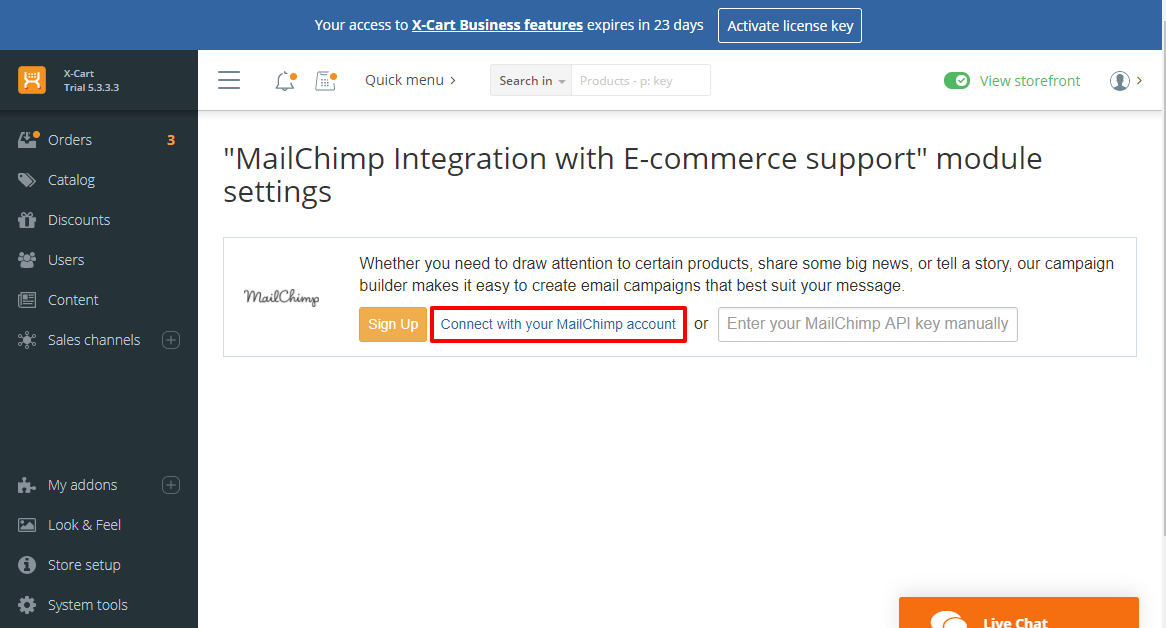 Your access to X-Cart Business features expires in 23 days
Activate license key
X-Cart
Trial 5.3.3.3
Quick menu
Search in
Products - p: key
View storefront
Orders 3
Catalog
Discounts
Users
Content
Sales channels
My addons
Look & Feel
Store setup
System tools
"MailChimp Integration with E-commerce support" module
settings
MailChimp
Whether you need to draw attention to certain products, share some big news, or tell a story, our campaign
builder makes it easy to create email campaigns that best suit your message.
Sign Up Connect with your MailChimp account or Enter your MailChimp API key manually
Live Chat